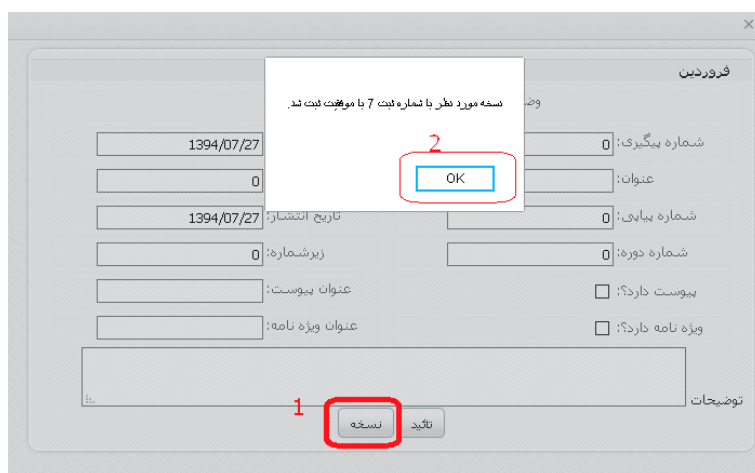 فروردین
وض
نسخه مورد نظر با شماره ثبت 7 با موفقیت ثبت شد.
2
OK
شماره پیگیری: 0
1394/07/27
عنوان:
0
شماره پیاپی: 0
تاریخ انتشار: 1394/07/27
شماره دوره: 0
زیرشماره: 0
پیوست دارد؟:
عنوان پیوست:
ویژه نامه دارد؟:
عنوان ویژه نامه:
توضیحات
1
تائید
نسخه